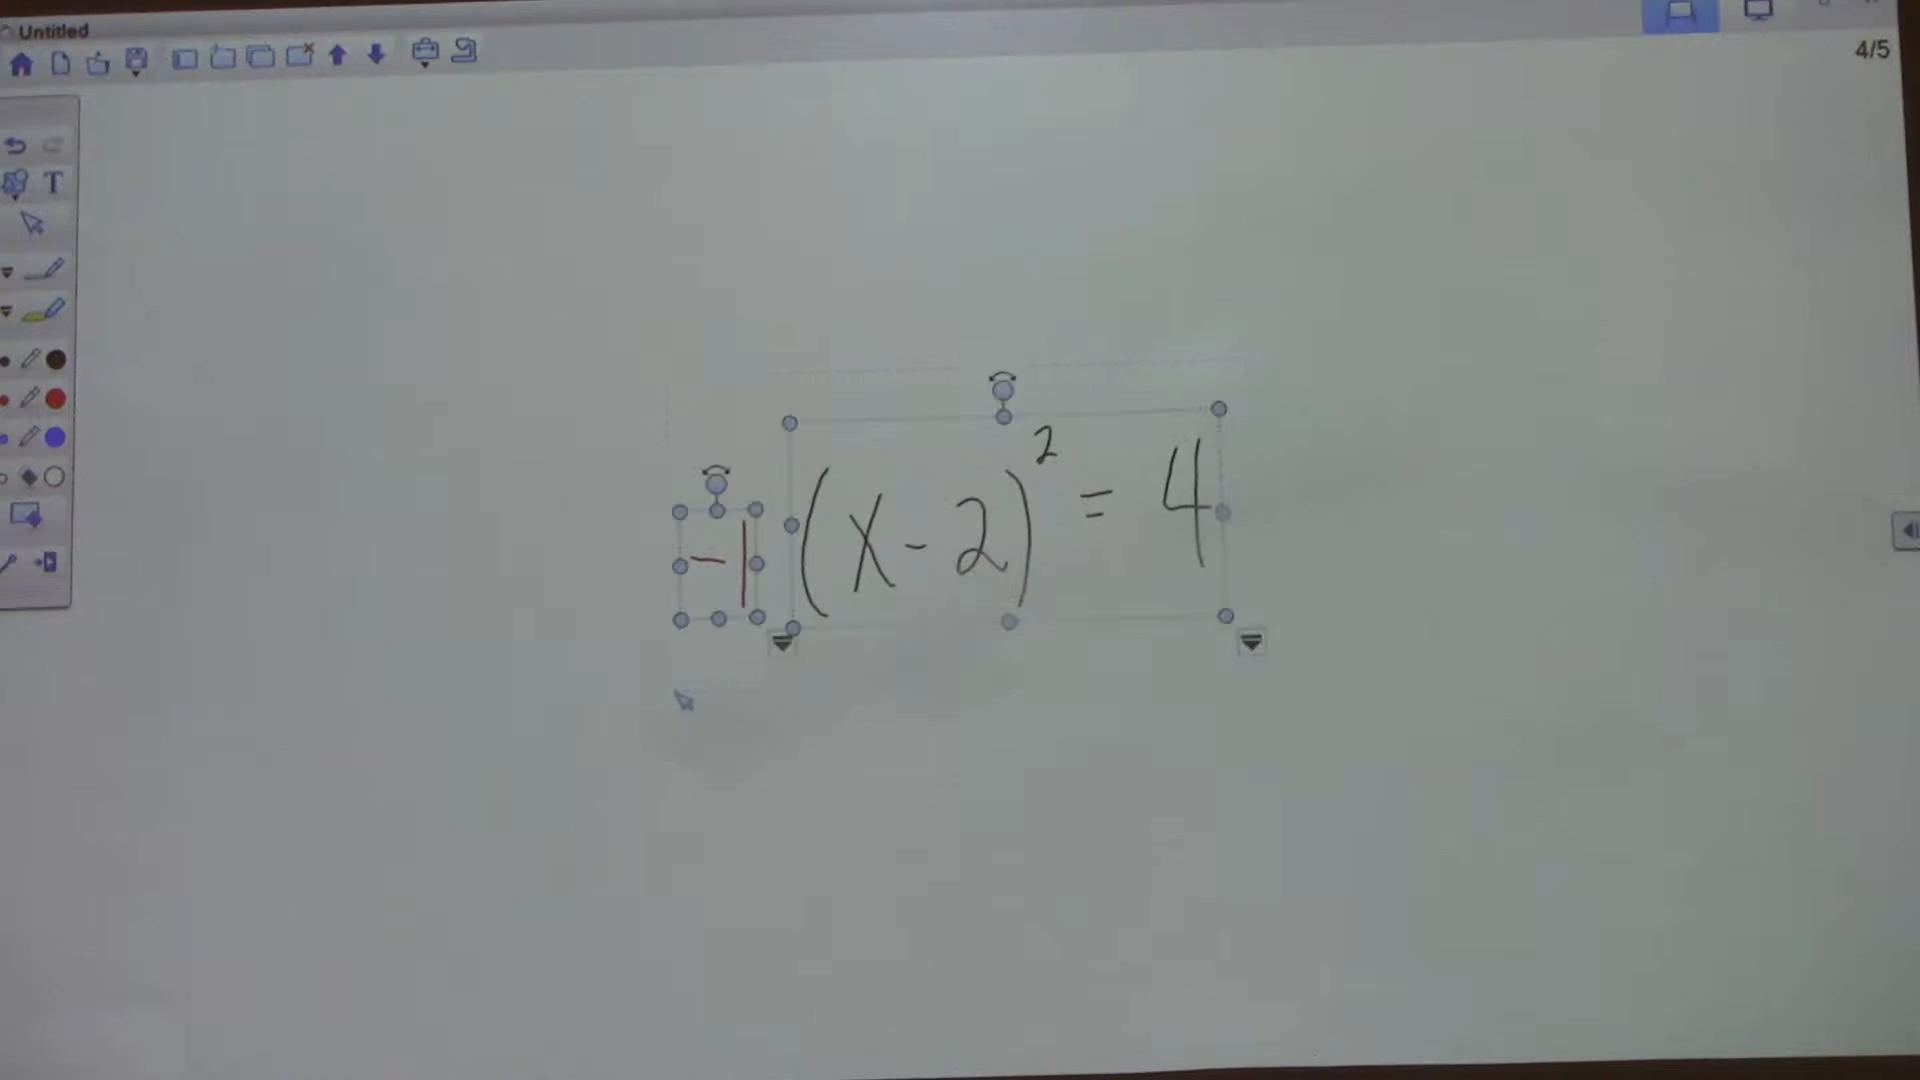 Untitled
4/5
T
-1(x-2)² = 4